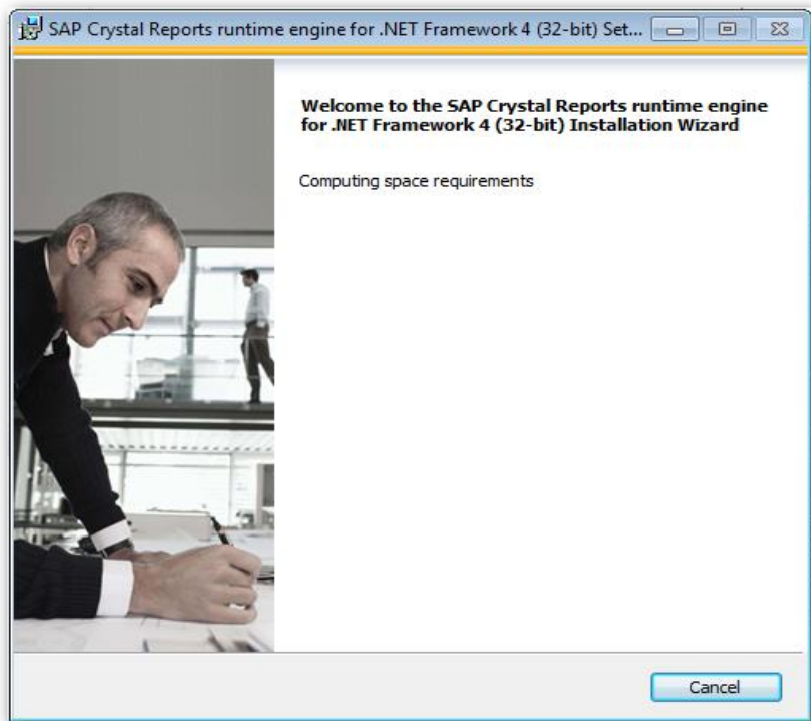 SAP Crystal Reports runtime engine for .NET Framework 4 (32-bit) Set...
Welcome to the SAP Crystal Reports runtime engine
for .NET Framework 4 (32-bit) Installation Wizard
Computing space requirements
Cancel